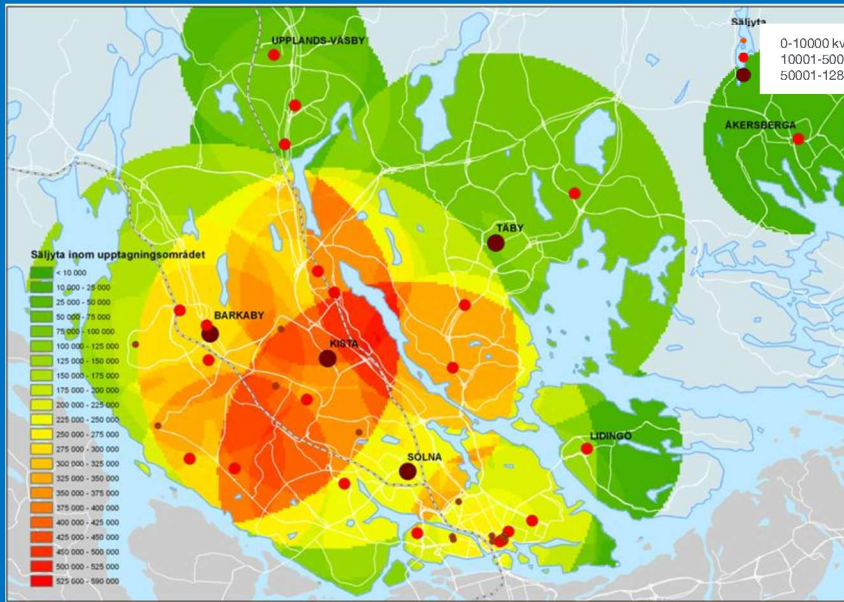 UPPLANDS-VÄSBY
Säljyta
0-10000 kv
10001-500
50001-128
ÅKERSBERGA
TÄBY
Säljyta inom upptagningsområdet
< 10 000
10 000 - 25 000
25 000 - 50 000
50 000 - 75 000
75 000 - 100 000
100 000 - 125 000
125 000 - 150 000
150 000 - 175 000
175 000 - 200 000
200 000 - 225 000
225 000 - 250 000
250 000 - 275 000
275 000 - 300 000
300 000 - 325 000
325 000 - 350 000
350 000 - 375 000
375 000 - 400 000
400 000 - 425 000
425 000 - 450 000
450 000 - 500 000
500 000 - 525 000
525 000 - 590 000
BARKABY
KISTA
LIDINGÖ
SOLNA